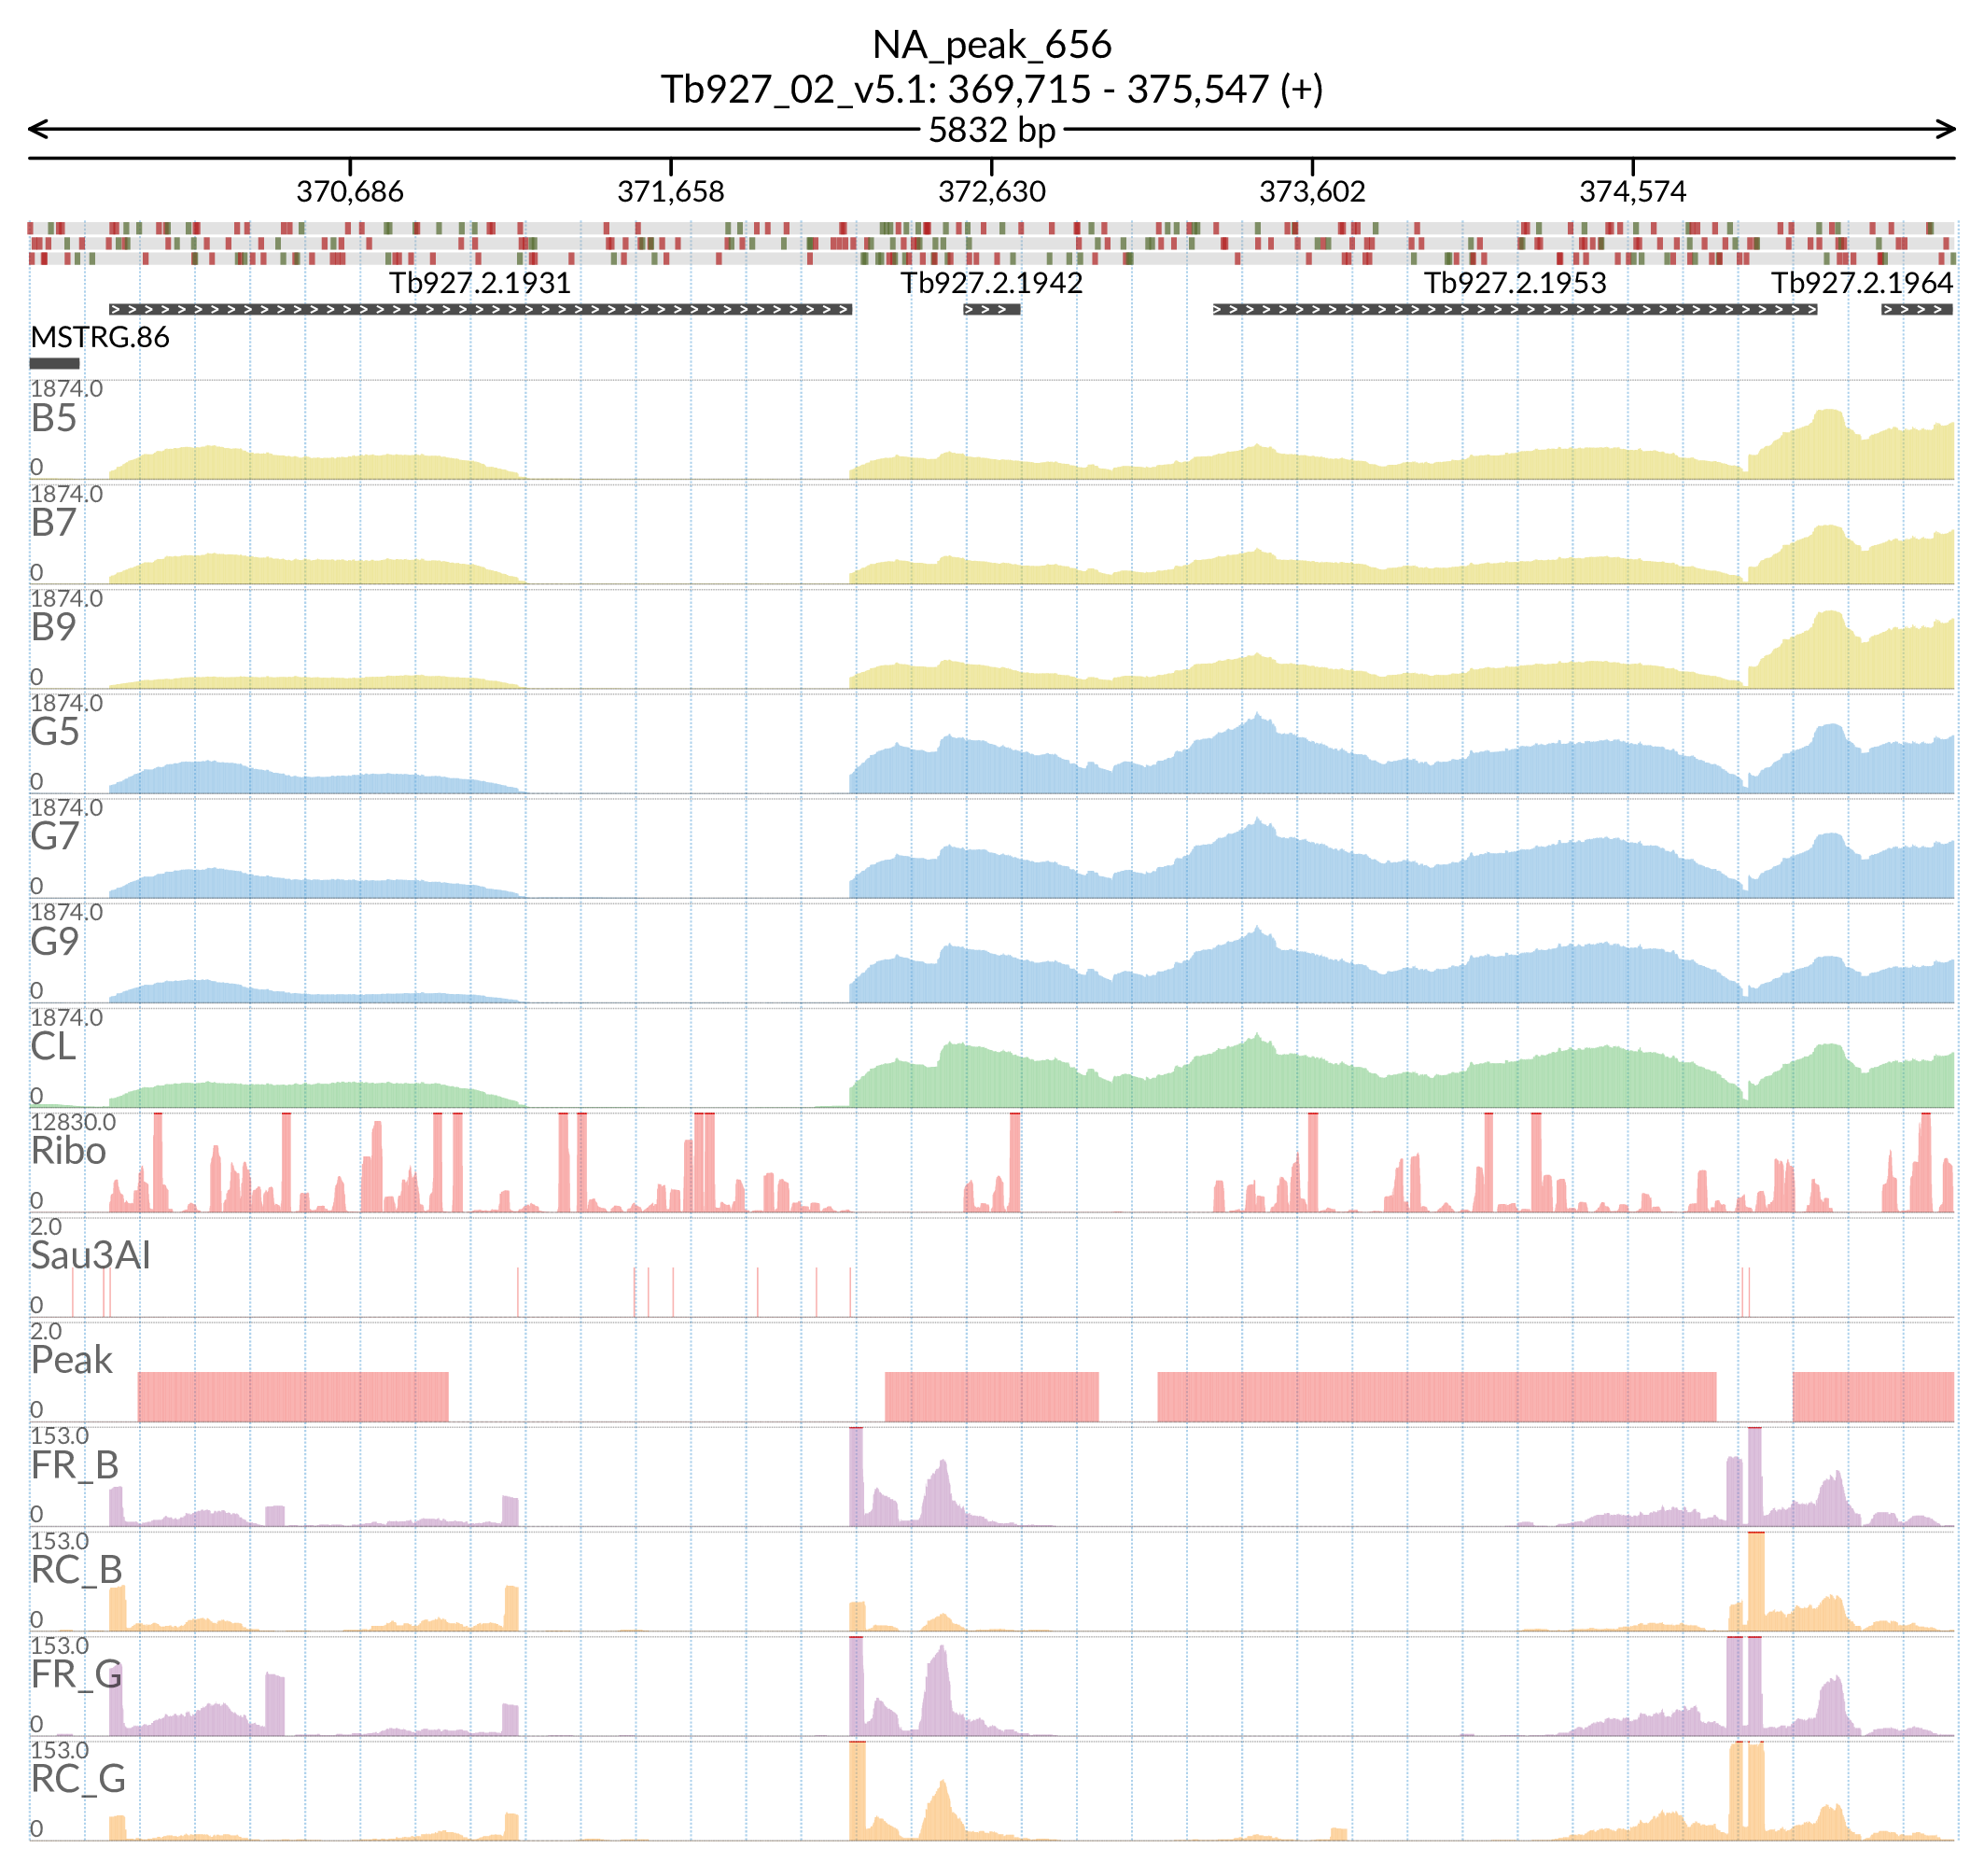 NA_peak_656
Tb927_02_v5.1: 369,715 - 375,547 (+)
5832 bp
370,686 371,658 372,630 373,602 374,574
Tb927.2.1931 Tb927.2.1942 Tb927.2.1953 Tb927.2.1964
MSTRG.86
1874.0
B5
0
1874.0
B7
0
1874.0
B9
0
1874.0
G5
0
1874.0
G7
0
1874.0
G9
0
1874.0
CL
0
12830.0
Ribo
0
2.0
Sau3AI
0
2.0
Peak
0
153.0
FR_B
0
153.0
RC_B
0
153.0
FR_G
0
153.0
RC_G
0